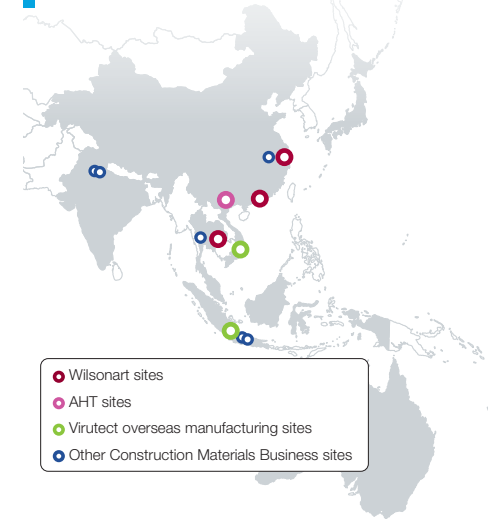 Wilsonart sites
AHT sites
Virutect overseas manufacturing sites
Other Construction Materials Business sites